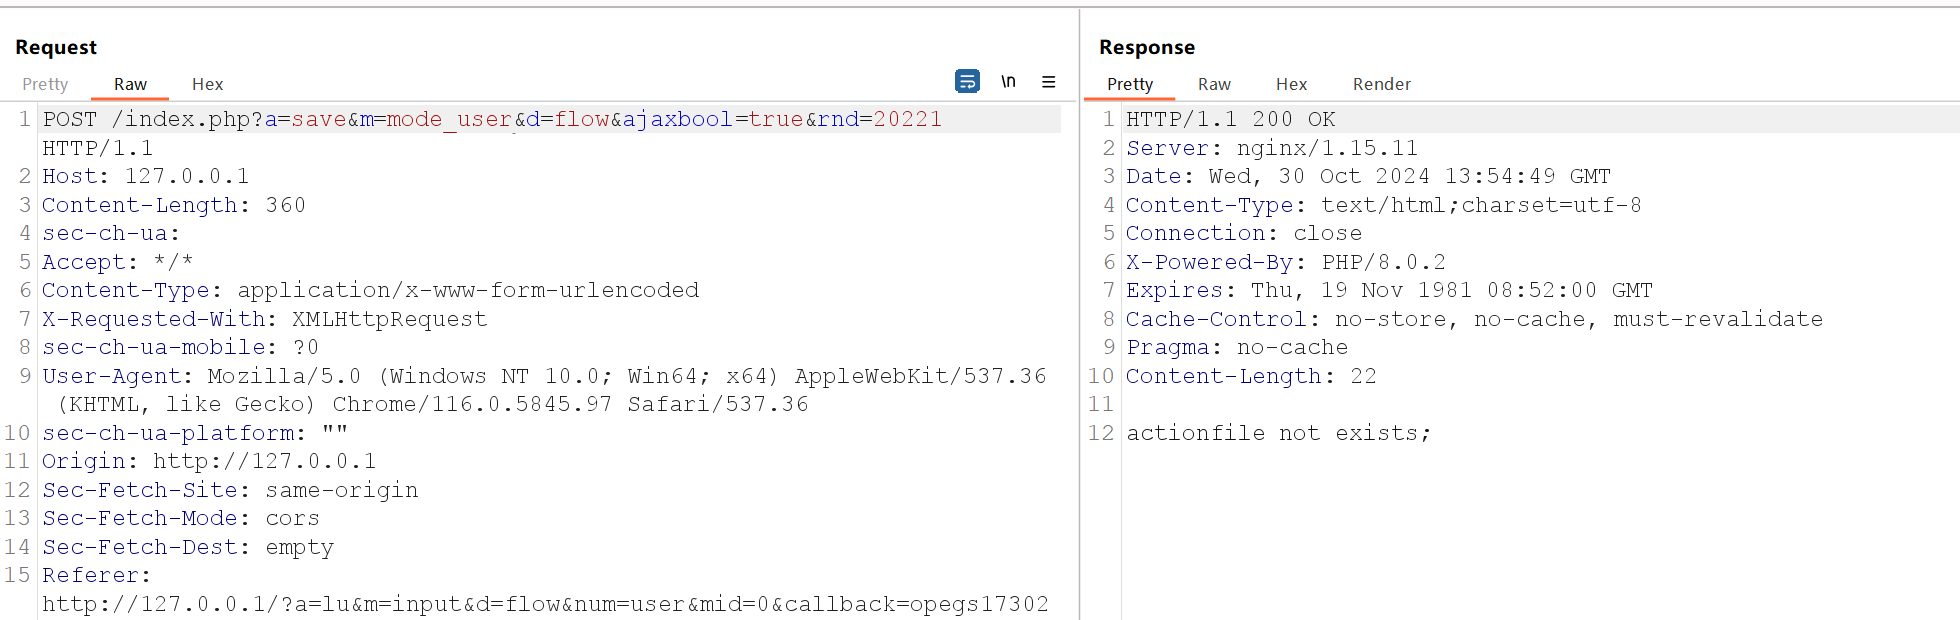 Request
Pretty Raw Hex \n
1 POST /index.php?a=save&m=mode_user&d=flow&ajaxbool=true&rnd=20221
HTTP/1.1
2 Host: 127.0.0.1
3 Content-Length: 360
4 sec-ch-ua:
5 Accept: */*
6 Content-Type: application/x-www-form-urlencoded
7 X-Requested-With: XMLHttpRequest
8 sec-ch-ua-mobile: ?0
9 User-Agent: Mozilla/5.0 (Windows NT 10.0; Win64; x64) AppleWebKit/537.36
(KHTML, like Gecko) Chrome/116.0.5845.97 Safari/537.36
10 sec-ch-ua-platform: ""
11 Origin: http://127.0.0.1
12 Sec-Fetch-Site: same-origin
13 Sec-Fetch-Mode: cors
14 Sec-Fetch-Dest: empty
15 Referer:
http://127.0.0.1/?a=lu&m=input&d=flow&num=user&mid=0&callback=opegs17302
Response
Pretty Raw Hex Render
1 HTTP/1.1 200 OK
2 Server: nginx/1.15.11
3 Date: Wed, 30 Oct 2024 13:54:49 GMT
4 Content-Type: text/html;charset=utf-8
5 Connection: close
6 X-Powered-By: PHP/8.0.2
7 Expires: Thu, 19 Nov 1981 08:52:00 GMT
8 Cache-Control: no-store, no-cache, must-revalidate
9 Pragma: no-cache
10 Content-Length: 22
11
12 actionfile not exists;